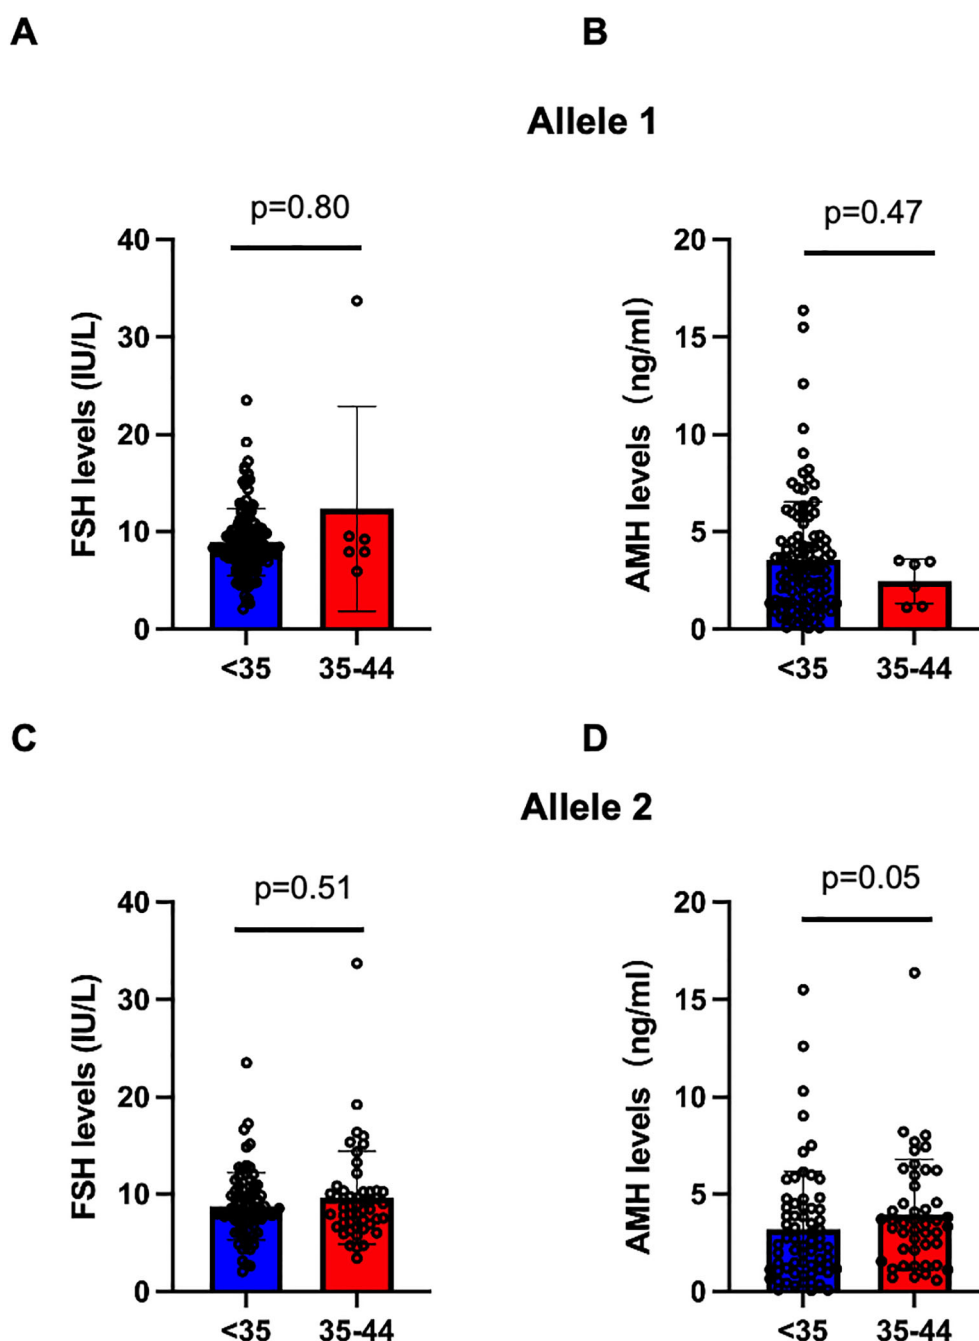 A
B
Allele 1
p=0.80
FSH levels (IU/L)
40
30
20
10
0
<35
35-44
p=0.47
AMH levels (ng/ml)
20
15
10
5
0
<35
35-44
C
D
Allele 2
p=0.51
FSH levels (IU/L)
40
30
20
10
0
<35
35-44
p=0.05
AMH levels (ng/ml)
20
15
10
5
0
<35
35-44